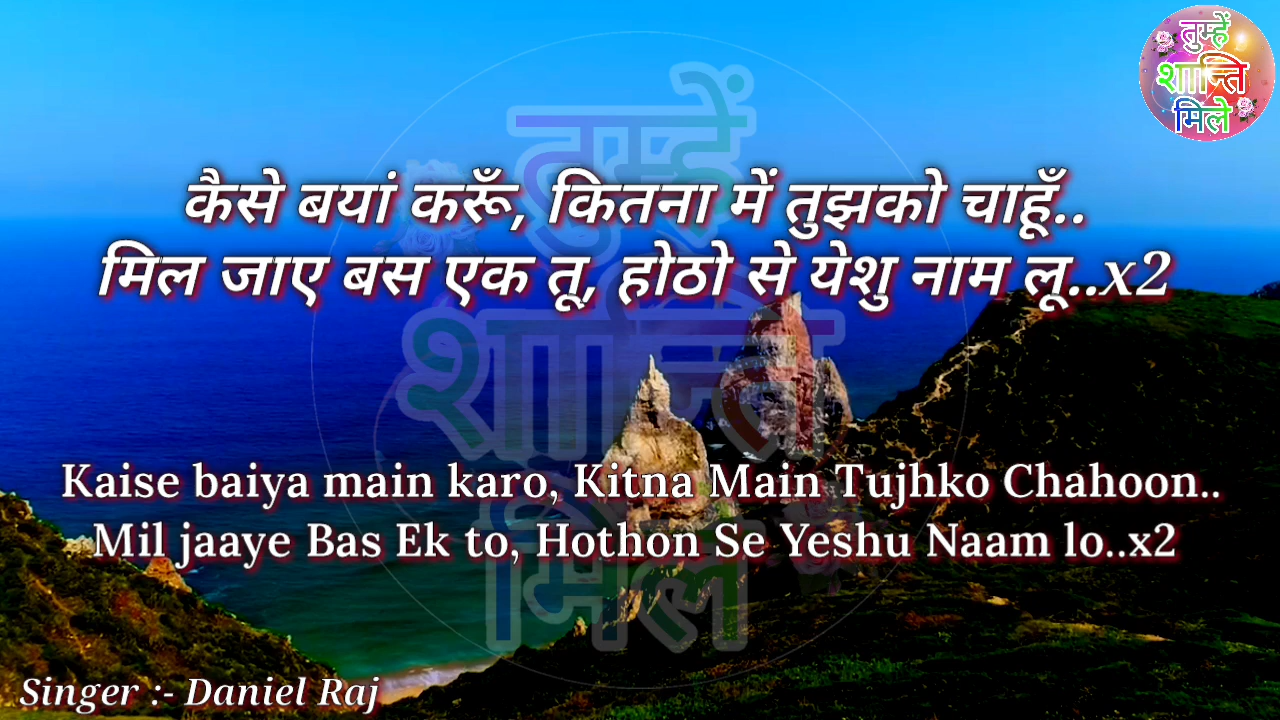 तुम्हें
शान्ति
मिले
कैसे बयां करूँ, कितना में तुझको चाहूँ..
मिल जाए बस एक तू, होठो से येशु नाम लू..x2
तुम्हें
शान्ति
मिले
Kaise baiya main karo, Kitna Main Tujhko Chahoon..
Mil jaaye Bas Ek to, Hothon Se Yeshu Naam lo..x2
Singer :- Daniel Raj